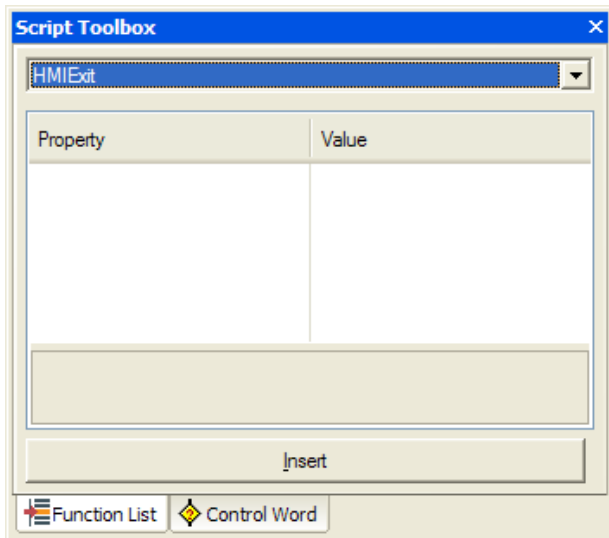 Script Toolbox
HMIExit
Property Value
Insert
Function List Control Word